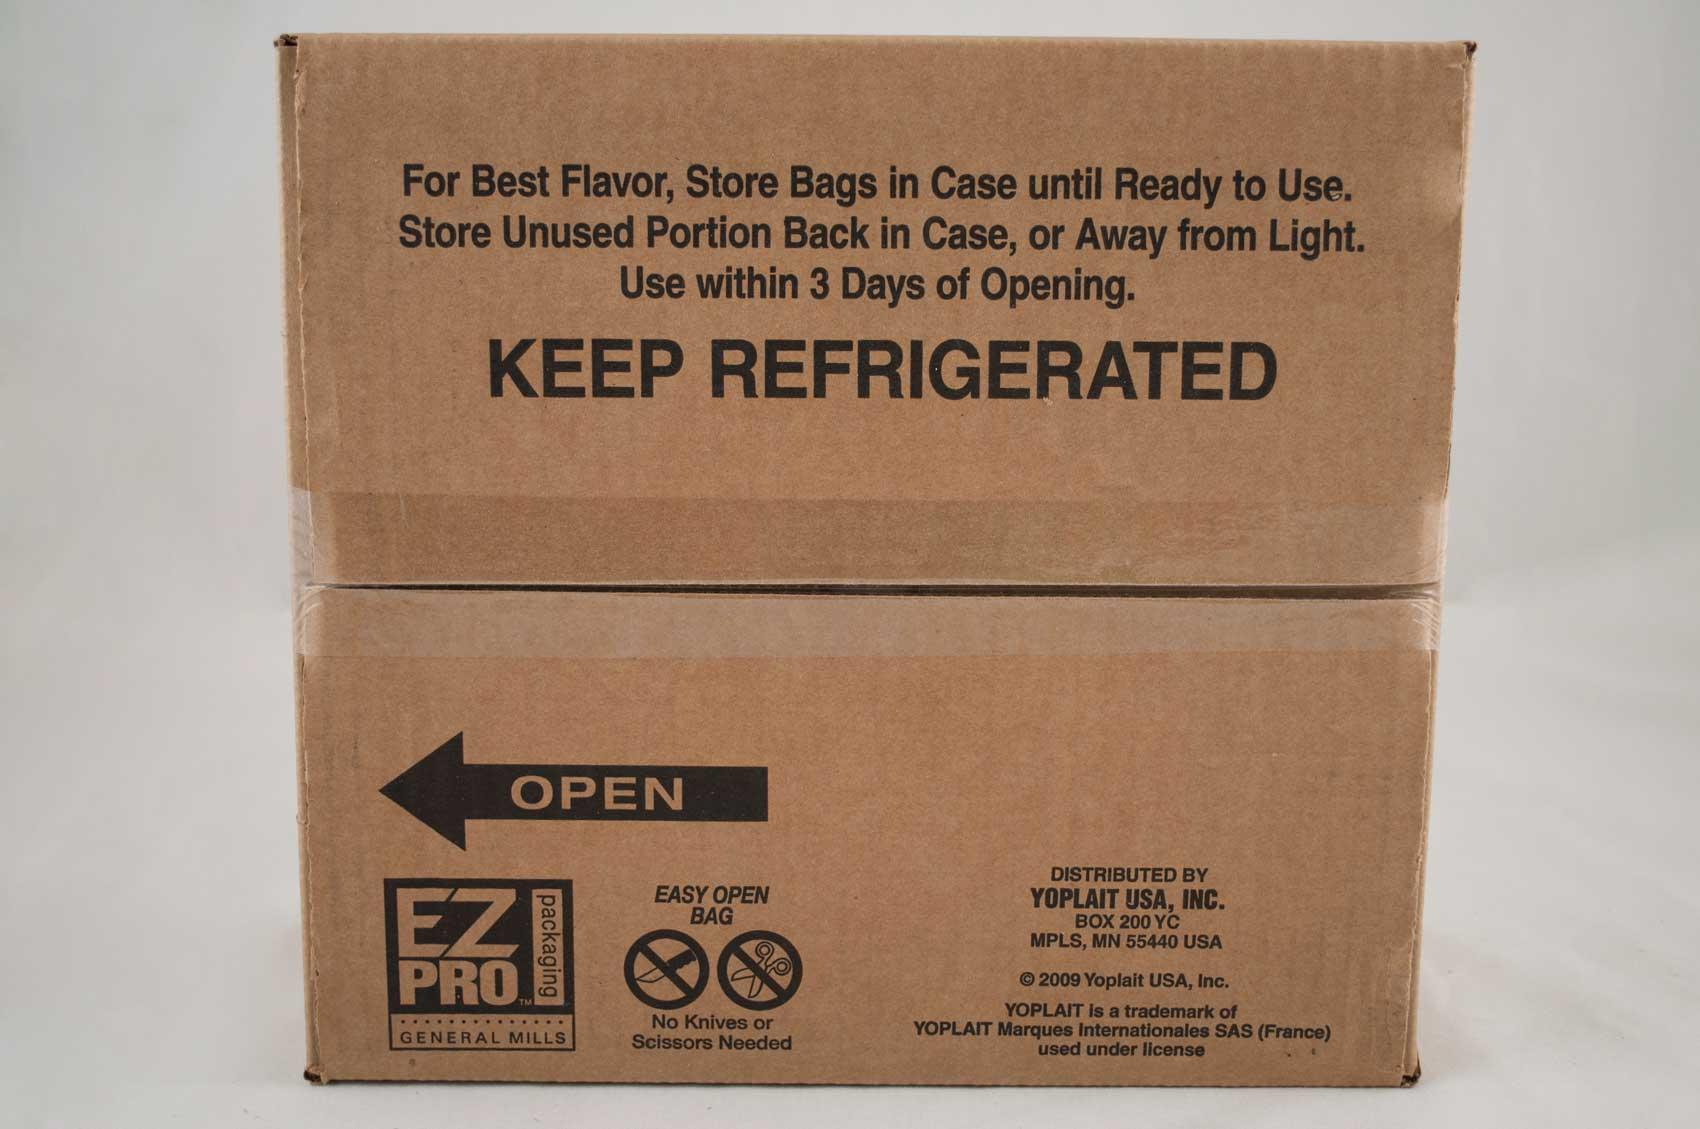 For Best Flavor, Store Bags in Case until Ready to Use.
Store Unused Portion Back in Case, or Away from Light.
Use within 3 Days of Opening.
KEEP REFRIGERATED
OPEN
EZ
PRO™
packaging
GENERAL MILLS
EASY OPEN
BAG
No Knives or
Scissors Needed
DISTRIBUTED BY
YOPLAIT USA, INC.
BOX 200 YC
MPLS, MN 55440 USA
© 2009 Yoplait USA, Inc.
YOPLAIT is a trademark of
YOPLAIT Marques Internationales SAS (France)
used under license